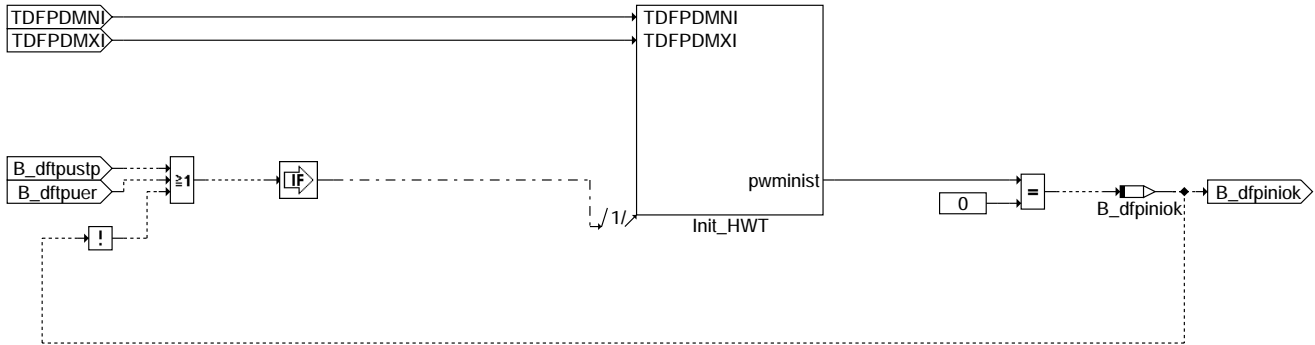 TDFPDMNI
TDFPDMXI
TDFPDMNI
TDFPDMXI
B_dftpustp
B_dftpuer
≥1
IF
!
pwminist
/1/
Init_HWT
0
=
B_dfpiniok
B_dfpiniok